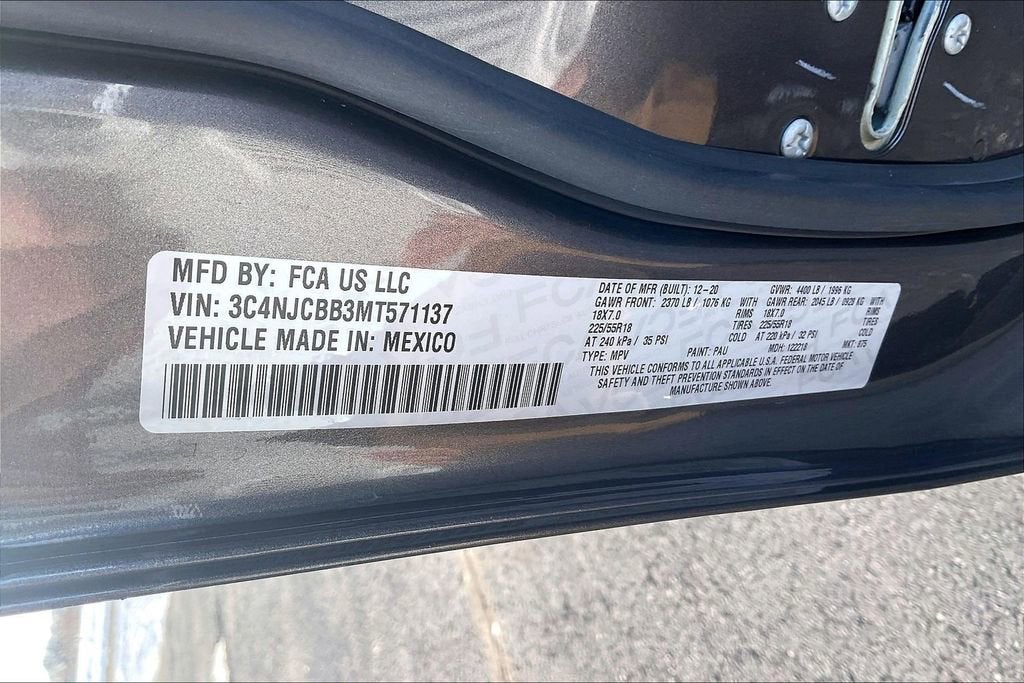 MFD BY: FCA US LLC
VIN: 3C4NJCBB3MT571137
VEHICLE MADE IN: MEXICO
DATE OF MFR (BUILT): 12-20 GVWR: 4400 LB / 1996 KG
GAWR FRONT: 2370 LB / 1076 KG WITH GAWR REAR: 2045 LB / 0928 KG WITH
18X7.0 RIMS 18X7.0 RIMS
225/55R18 TIRES 225/55R18 TIRES
AT 240 kPa / 35 PSI COLD AT 220 kPa / 32 PSI COLD
TYPE: MPV PAINT: PAU MDH: 122218 MKT: 875
THIS VEHICLE CONFORMS TO ALL APPLICABLE U.S.A. FEDERAL MOTOR VEHICLE
SAFETY AND THEFT PREVENTION STANDARDS IN EFFECT ON DATE OF
MANUFACTURE SHOWN ABOVE.